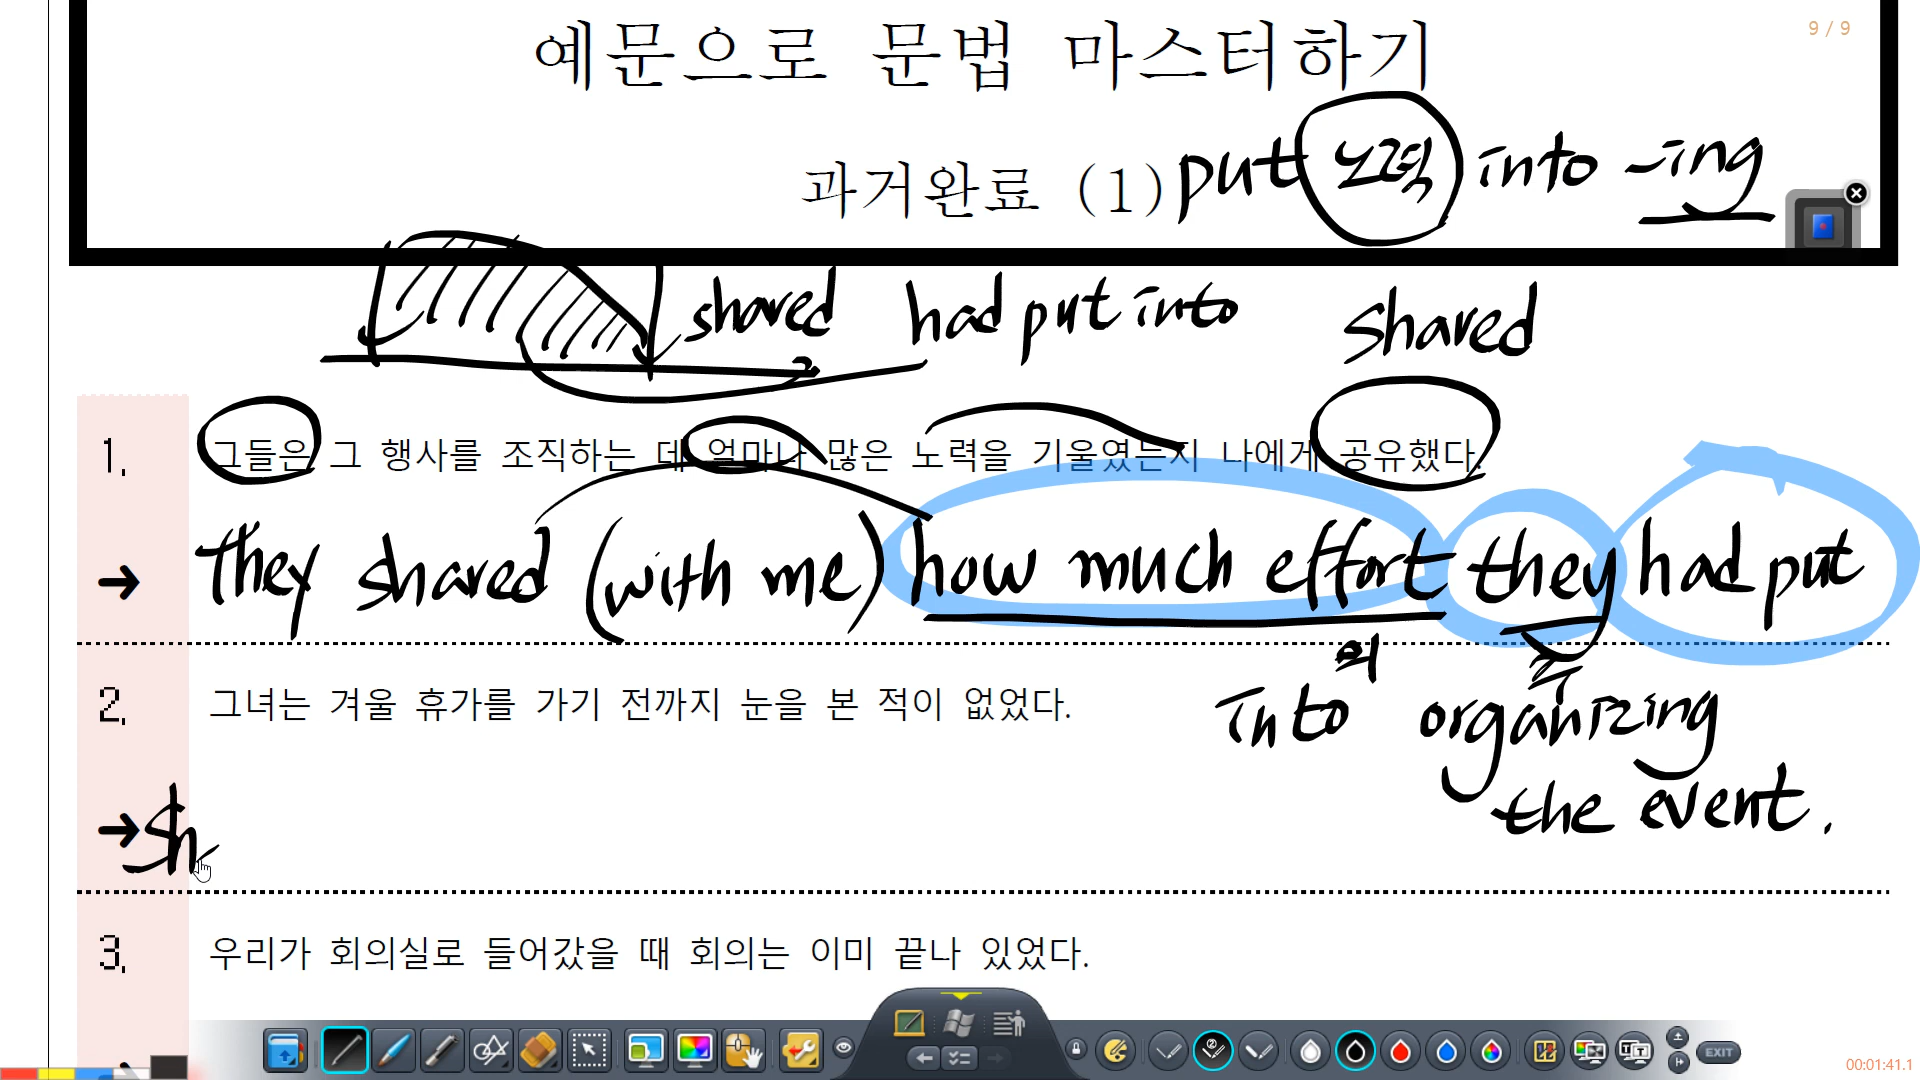 9 / 9
예문으로 문법 마스터하기
과거완료 (1) put 노력 into -ing
shared had put into shared
1. 그들은 그 행사를 조직하는 데 얼마나 많은 노력을 기울였는지 나에게 공유했다.
→ They shared (with me) how much effort they had put
의 주
into organizing
the event.
2. 그녀는 겨울 휴가를 가기 전까지 눈을 본 적이 없었다.
→ Sh
3. 우리가 회의실로 들어갔을 때 회의는 이미 끝나 있었다.
EXIT
00:01:41.1